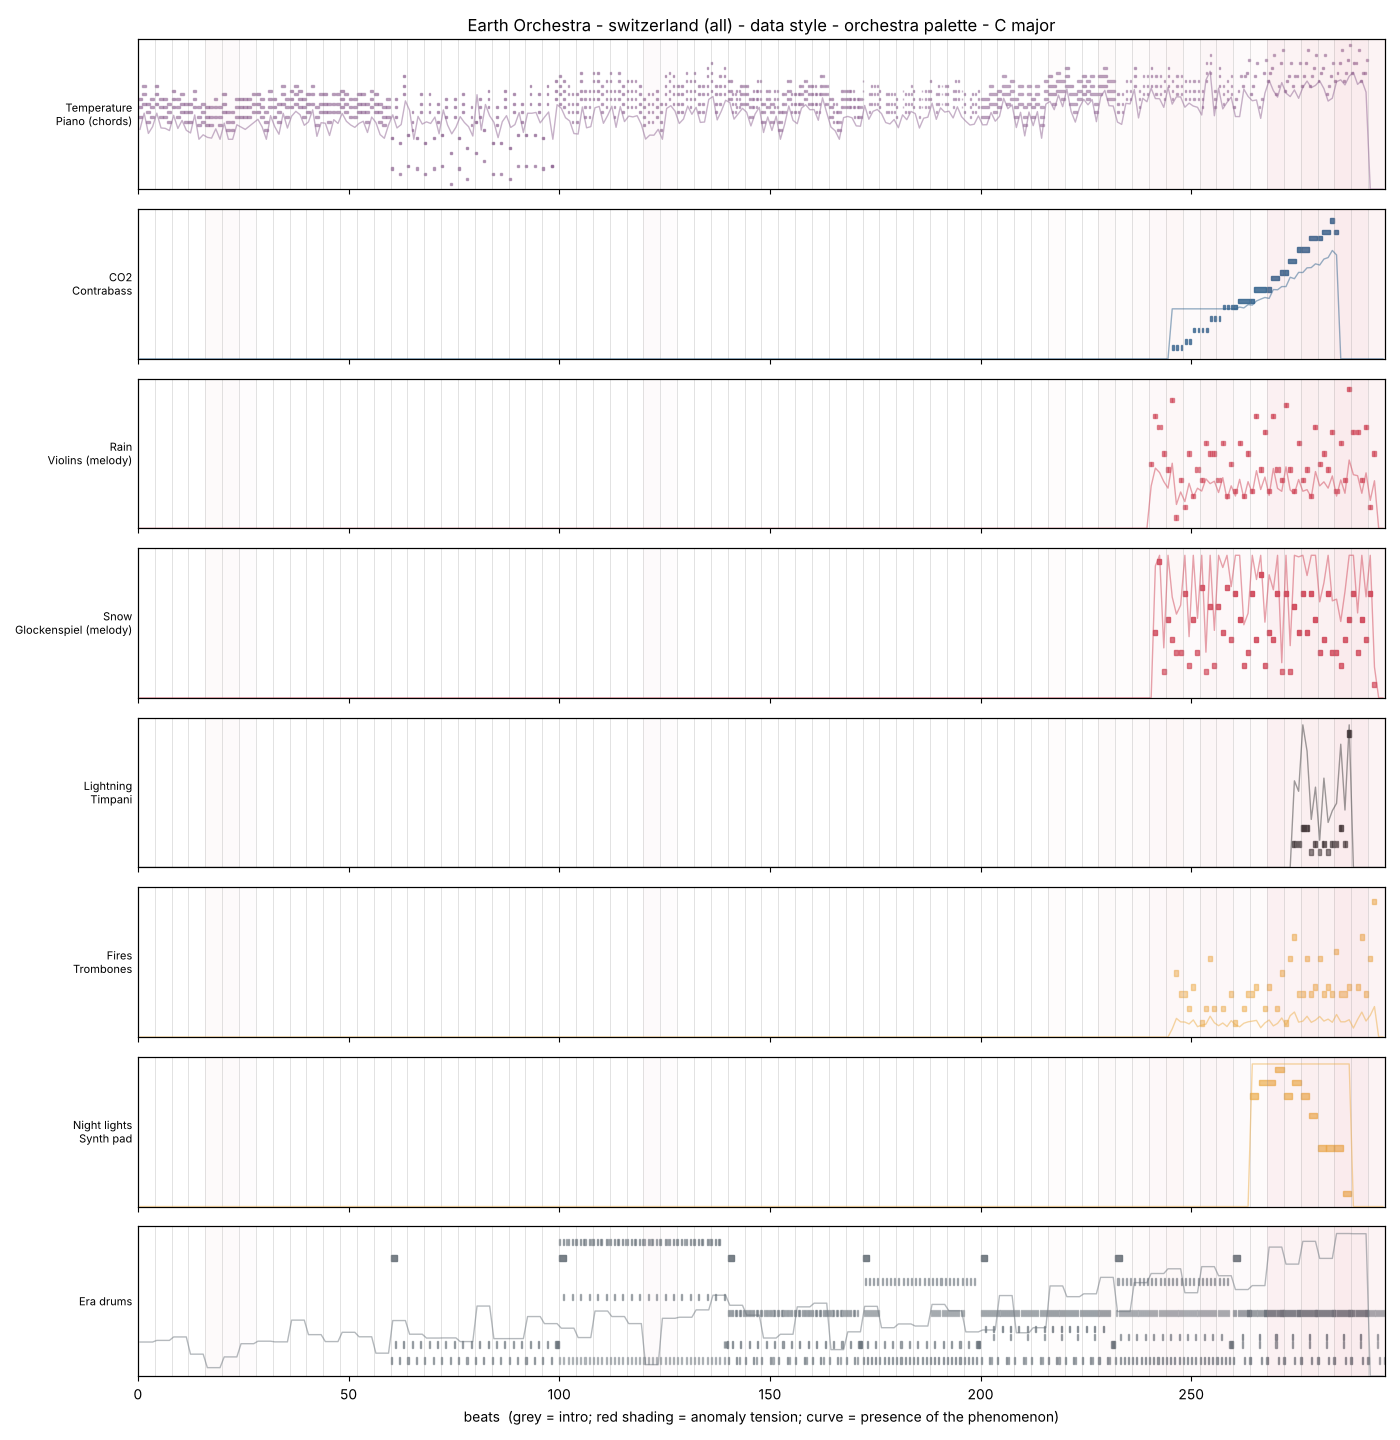 Earth Orchestra - switzerland (all) - data style - orchestra palette - C major
Temperature
Piano (chords)
CO2
Contrabass
Rain
Violins (melody)
Snow
Glockenspiel (melody)
Lightning
Timpani
Fires
Trombones
Night lights
Synth pad
Era drums
0 50 100 150 200 250
beats  (grey = intro; red shading = anomaly tension; curve = presence of the phenomenon)